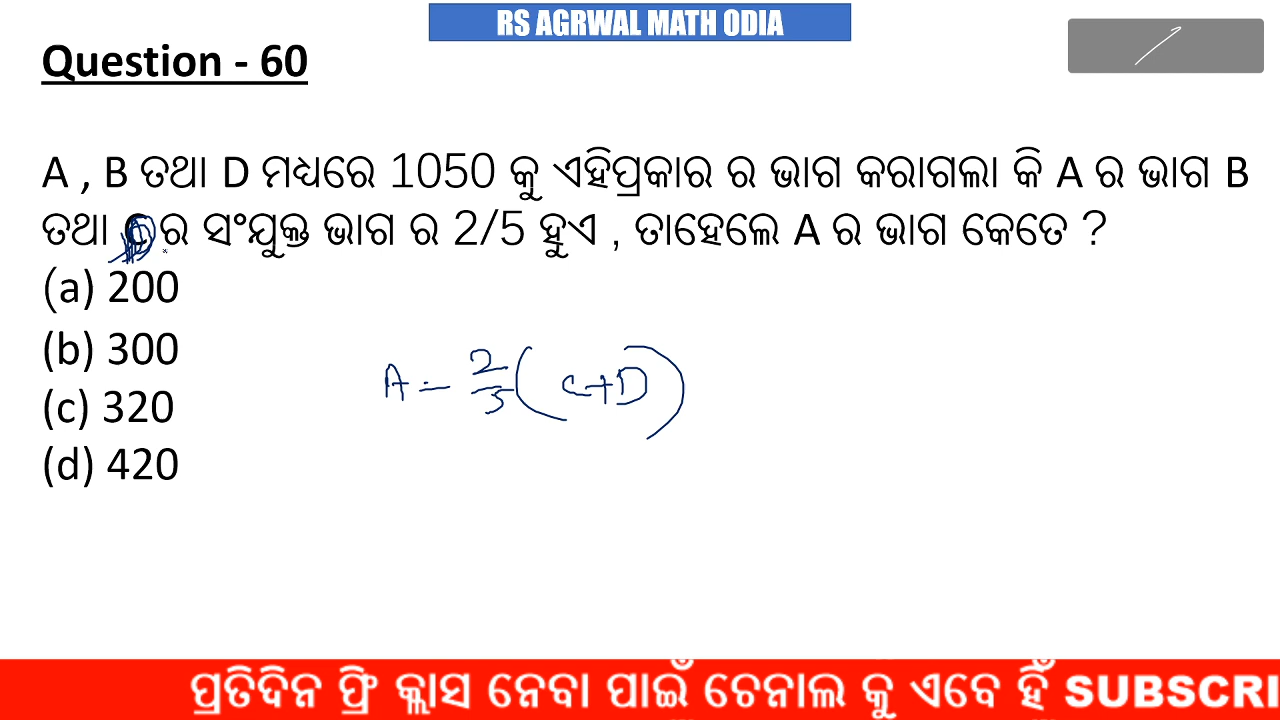 RS AGRWAL MATH ODIA
Question - 60
A , B ତଥା D ମଧ୍ୟରେ 1050 କୁ ଏହିପ୍ରକାର ର ଭାଗ କରାଗଲା କି A ର ଭାଗ B
ତଥା ର ସଂଯୁକ୍ତ ଭାଗ ର 2/5 ହୁଏ , ତାହେଲେ A ର ଭାଗ କେତେ ?
(a) 200
(b) 300
(c) 320
(d) 420
A = 2/5 (C+D)
ପ୍ରତିଦିନ ଫ୍ରି କ୍ଲାସ ନେବା ପାଇଁ ଚେନାଲ କୁ ଏବେ ହିଁ SUBSCRI